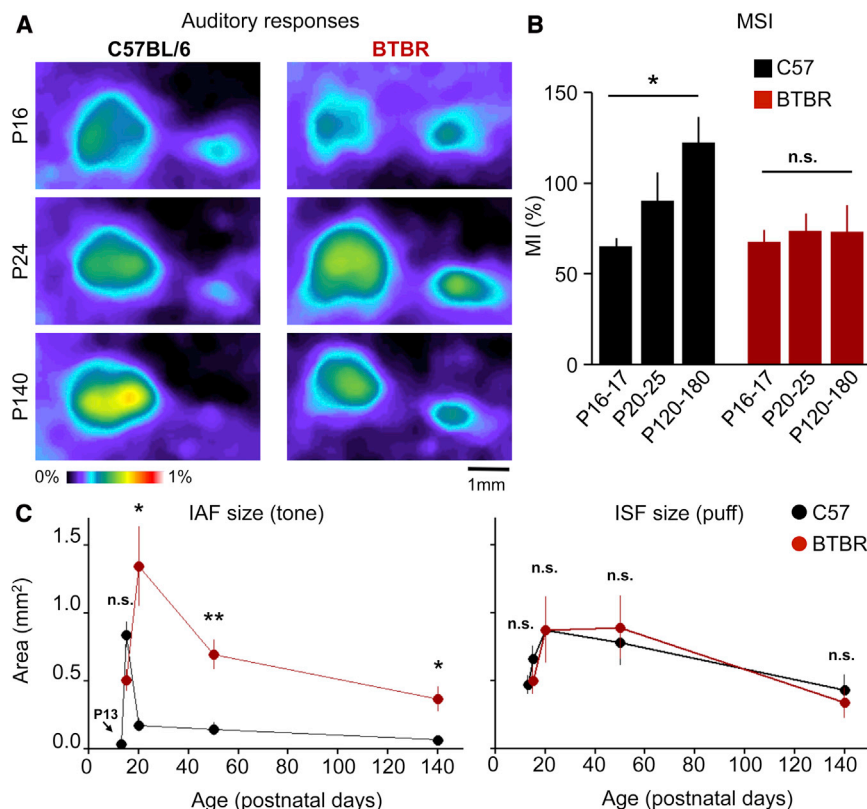 A
Auditory responses
C57BL/6
BTBR
P16
P24
P140
0%
1%
1mm
B
MSI
C57
BTBR
*
n.s.
MI (%)
150
100
50
0
P16-17
P20-25
P120-180
P16-17
P20-25
P120-180
C
IAF size (tone)
*
n.s.
**
*
P13
Area (mm²)
1.5
1.0
0.5
0.0
0 20 40 60 80 100 120 140
Age (postnatal days)
ISF size (puff)
C57
BTBR
n.s.
n.s.
n.s.
n.s.
0 20 40 60 80 100 120 140
Age (postnatal days)